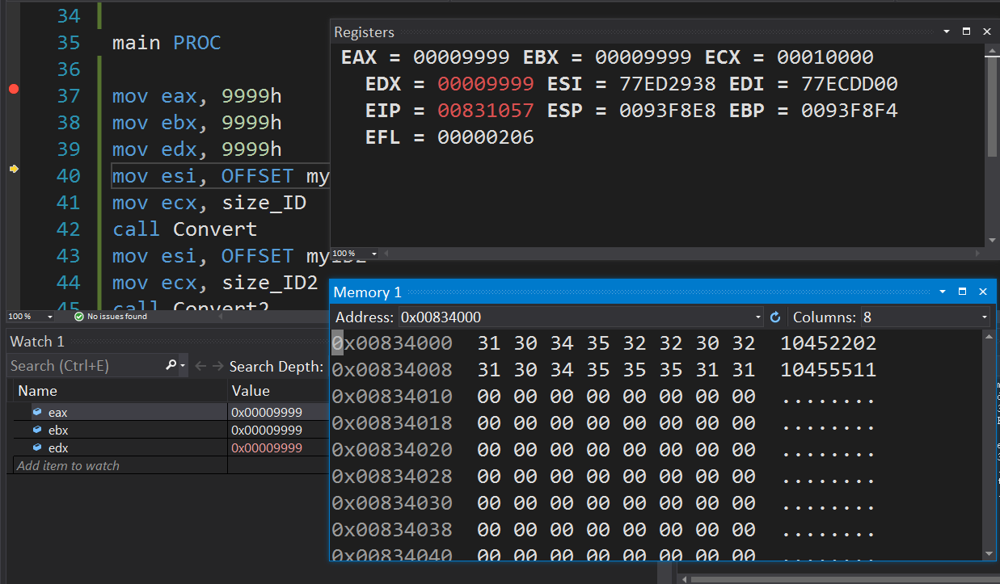 34
35 main PROC
36
37 mov eax, 9999h
38 mov ebx, 9999h
39 mov edx, 9999h
40 mov esi, OFFSET my
41 mov ecx, size_ID
42 call Convert
43 mov esi, OFFSET myID2
44 mov ecx, size_ID2
45 call Convert2
100 % No issues found
Registers
EAX = 00009999 EBX = 00009999 ECX = 00010000
EDX = 00009999 ESI = 77ED2938 EDI = 77ECDD00
EIP = 00831057 ESP = 0093F8E8 EBP = 0093F8F4
EFL = 00000206
100 %
Watch 1
Search (Ctrl+E) Search Depth:
Name Value
eax 0x00009999
ebx 0x00009999
edx 0x00009999
Add item to watch
Memory 1
Address: 0x00834000 Columns: 8
0x00834000 31 30 34 35 32 32 30 32 10452202
0x00834008 31 30 34 35 35 35 31 31 10455511
0x00834010 00 00 00 00 00 00 00 00 ........
0x00834018 00 00 00 00 00 00 00 00 ........
0x00834020 00 00 00 00 00 00 00 00 ........
0x00834028 00 00 00 00 00 00 00 00 ........
0x00834030 00 00 00 00 00 00 00 00 ........
0x00834038 00 00 00 00 00 00 00 00 ........
0x00834040 00 00 00 00 00 00 00 00 ........